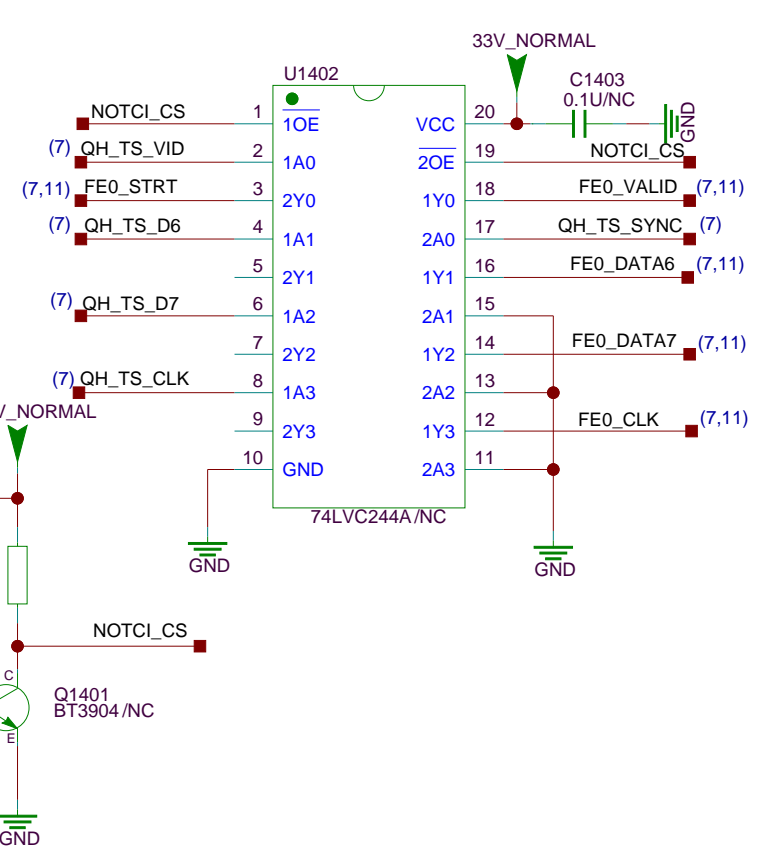 33V_NORMAL
U1402
C1403
0.1U/NC
GND
NOTCI_CS 1 1OE VCC 20
(7) QH_TS_VID 2 1A0 2OE 19 NOTCI_CS
(7,11) FE0_STRT 3 2Y0 1Y0 18 FE0_VALID (7,11)
(7) QH_TS_D6 4 1A1 2A0 17 QH_TS_SYNC (7)
5 2Y1 1Y1 16 FE0_DATA6 (7,11)
(7) QH_TS_D7 6 1A2 2A1 15
7 2Y2 1Y2 14 FE0_DATA7 (7,11)
(7) QH_TS_CLK 8 1A3 2A2 13
V_NORMAL
9 2Y3 1Y3 12 FE0_CLK (7,11)
10 GND 2A3 11
74LVC244A/NC
GND
GND
NOTCI_CS
C
Q1401
BT3904/NC
E
GND